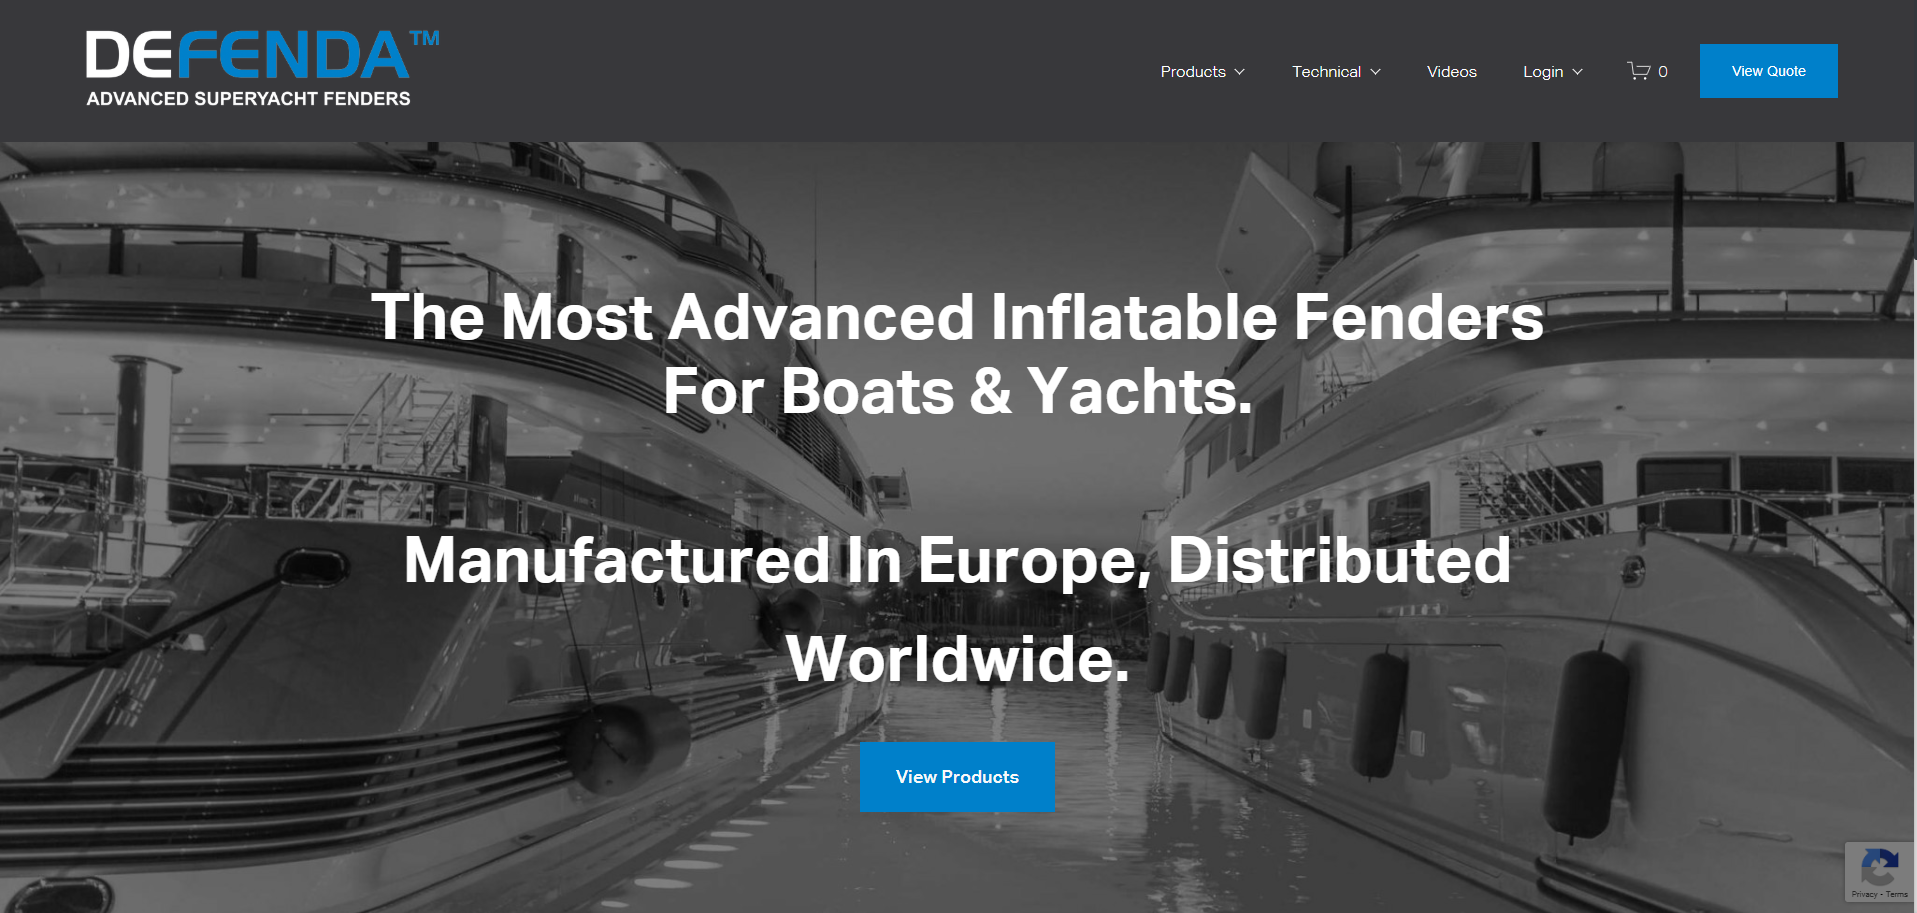 DEFENDA™
ADVANCED SUPERYACHT FENDERS
Products
Technical
Videos
Login
0
View Quote
The Most Advanced Inflatable Fenders
For Boats & Yachts.
Manufactured In Europe, Distributed
Worldwide.
View Products
Privacy - Terms